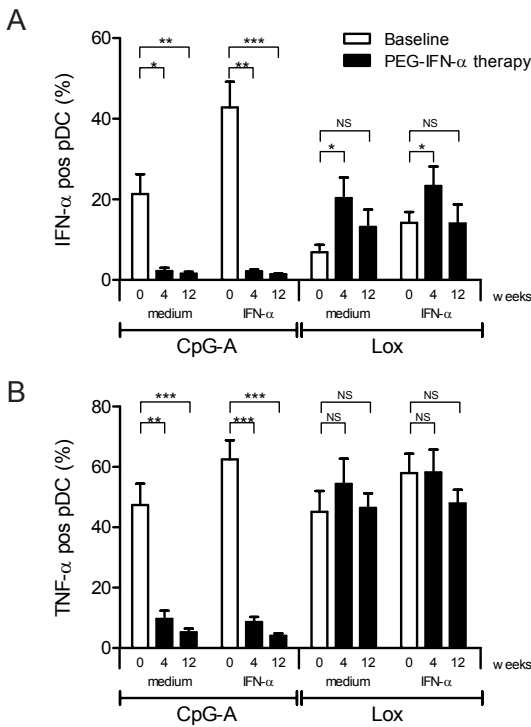 A
IFN-α pos pDC (%)
60
40
20
0
Baseline
PEG-IFN-α therapy
** *** NS NS
* ** * *
0 4 12 0 4 12 0 4 12 0 4 12 weeks
medium IFN-α medium IFN-α
CpG-A Lox
B
TNF-α pos pDC (%)
80
60
40
20
0
*** *** NS NS
** *** NS NS
0 4 12 0 4 12 0 4 12 0 4 12 weeks
medium IFN-α medium IFN-α
CpG-A Lox